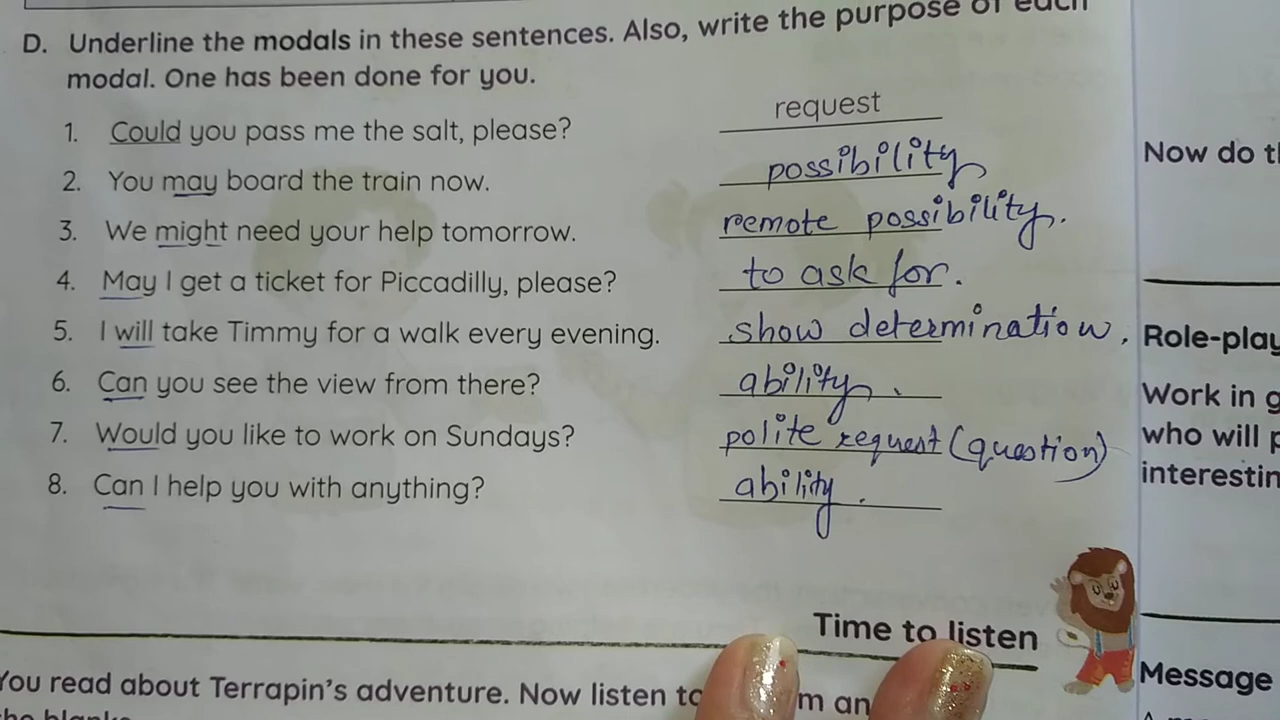 D. Underline the modals in these sentences. Also, write the purpose of each
modal. One has been done for you.
1. Could you pass me the salt, please? request
2. You may board the train now. possibility
3. We might need your help tomorrow. remote possibility.
4. May I get a ticket for Piccadilly, please? to ask for.
5. I will take Timmy for a walk every evening. show determination.
6. Can you see the view from there? ability.
7. Would you like to work on Sundays? polite request (question)
8. Can I help you with anything? ability.
Time to listen
You read about Terrapin's adventure. Now listen to
Now do
Role-play
Work in
who will
Message